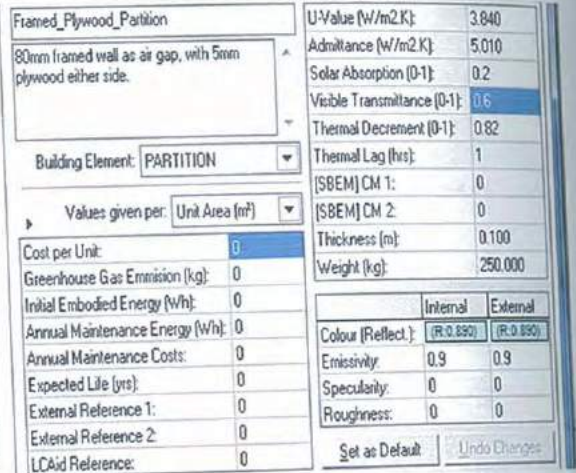 Framed_Plywood_Partition
80mm framed wall as air gap, with 5mm
plywood either side.
Building Element: PARTITION
Values given per: Unit Area (m²)
Cost per Unit: 0
Greenhouse Gas Emmision (kg): 0
Initial Embodied Energy (Wh): 0
Annual Maintenance Energy (Wh): 0
Annual Maintenance Costs: 0
Expected Life (yrs): 0
External Reference 1: 0
External Reference 2: 0
LCAid Reference: 0
U-Value (W/m2.K): 3.840
Admittance (W/m2.K): 5.010
Solar Absorption (0-1): 0.2
Visible Transmittance (0-1): 0.6
Thermal Decrement (0-1): 0.82
Thermal Lag (hrs): 1
[SBEM] CM 1: 0
[SBEM] CM 2: 0
Thickness (m): 0.100
Weight (kg): 250.000
Internal External
Colour (Reflect.): (R:0.890) (R:0.890)
Emissivity: 0.9 0.9
Specularity: 0 0
Roughness: 0 0
Set as Default Undo Changes